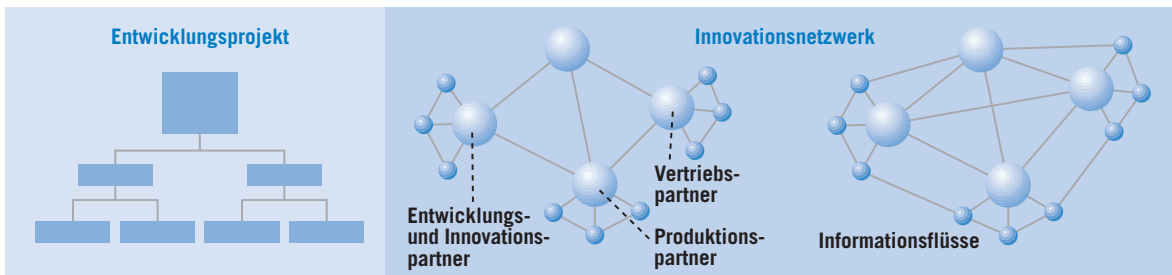 Entwicklungsprojekt
Innovationsnetzwerk
Entwicklungs-
und Innovations-
partner
Produktions-
partner
Vertriebs-
partner
Informationsflüsse